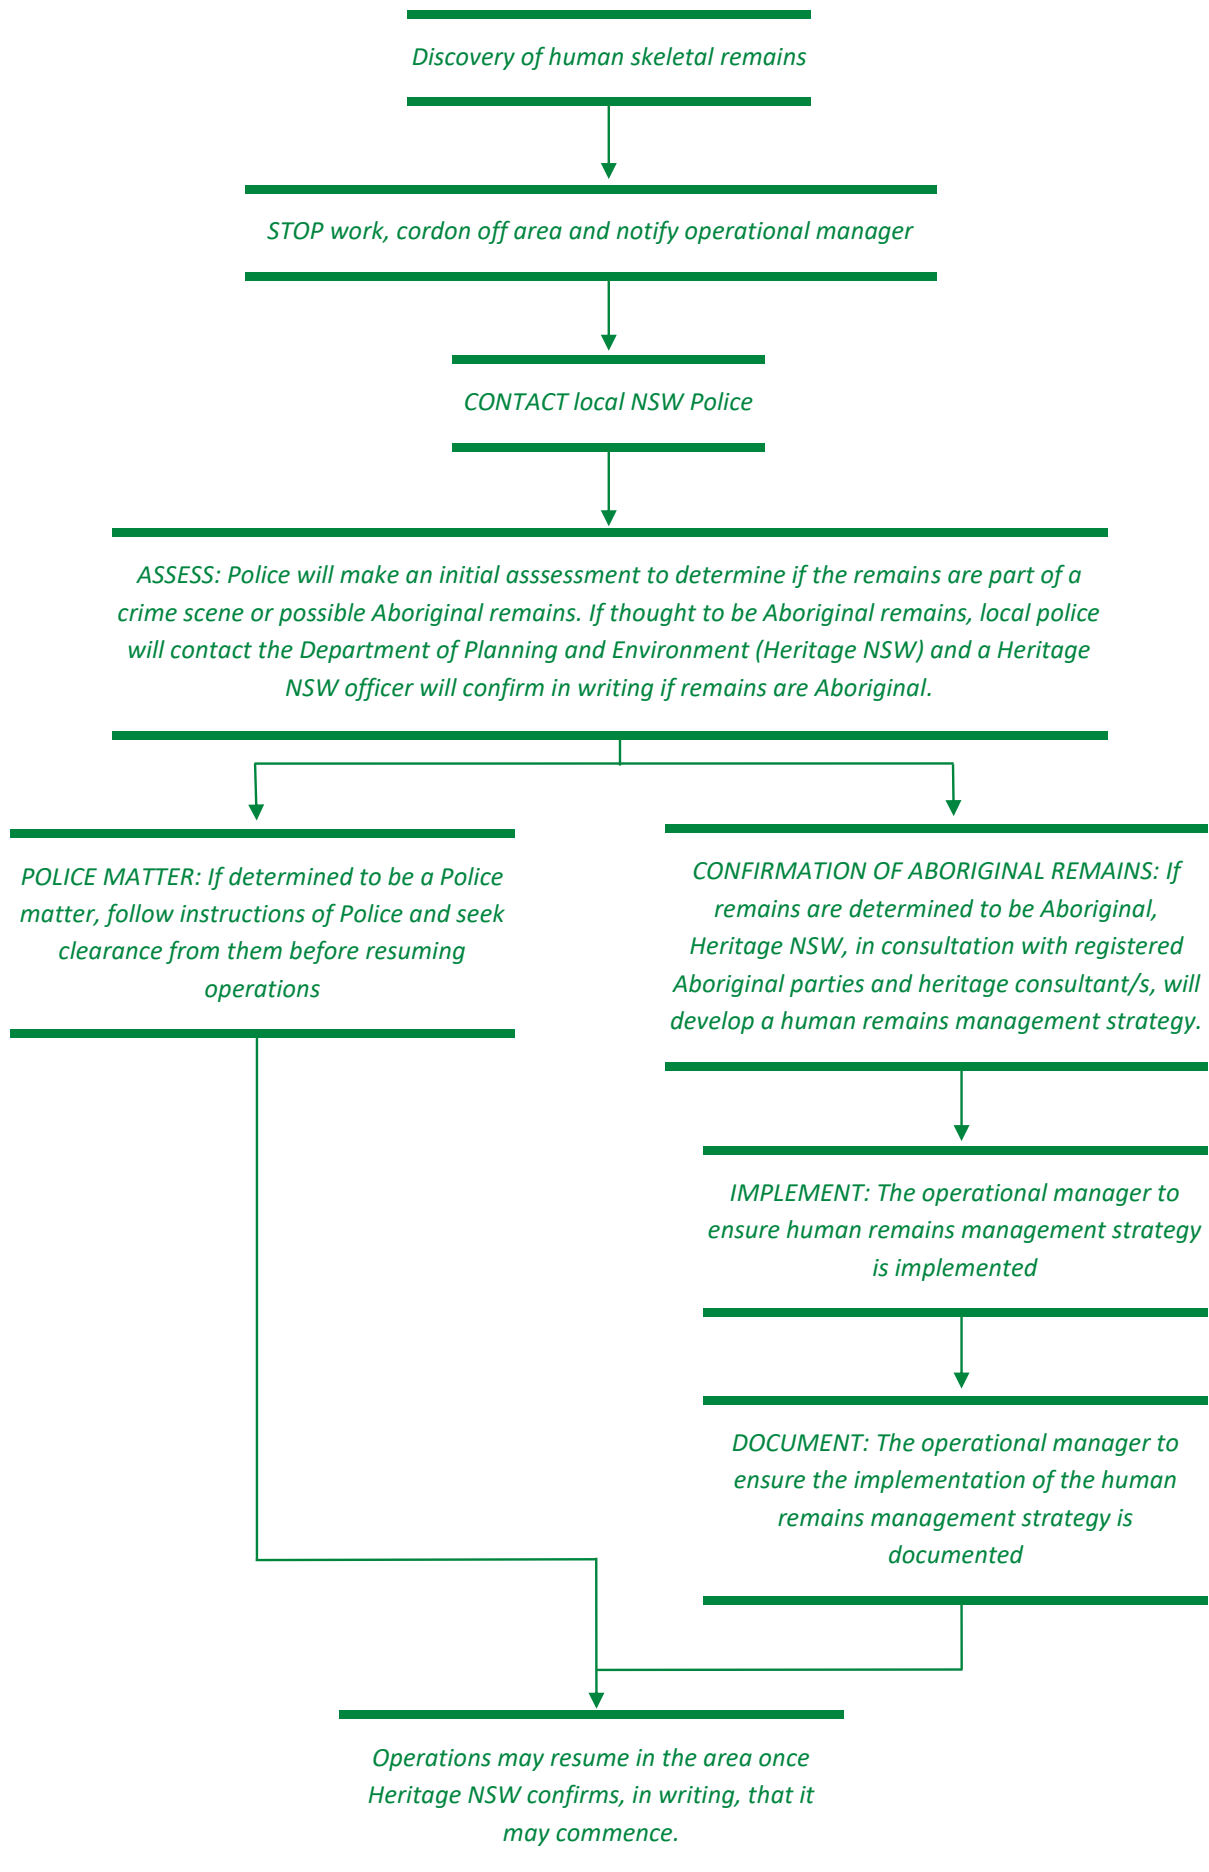 Discovery of human skeletal remains
STOP work, cordon off area and notify operational manager
CONTACT local NSW Police
ASSESS: Police will make an initial asssessment to determine if the remains are part of a
crime scene or possible Aboriginal remains. If thought to be Aboriginal remains, local police
will contact the Department of Planning and Environment (Heritage NSW) and a Heritage
NSW officer will confirm in writing if remains are Aboriginal.
POLICE MATTER: If determined to be a Police
matter, follow instructions of Police and seek
clearance from them before resuming
operations
CONFIRMATION OF ABORIGINAL REMAINS: If
remains are determined to be Aboriginal,
Heritage NSW, in consultation with registered
Aboriginal parties and heritage consultant/s, will
develop a human remains management strategy.
IMPLEMENT: The operational manager to
ensure human remains management strategy
is implemented
DOCUMENT: The operational manager to
ensure the implementation of the human
remains management strategy is
documented
Operations may resume in the area once
Heritage NSW confirms, in writing, that it
may commence.